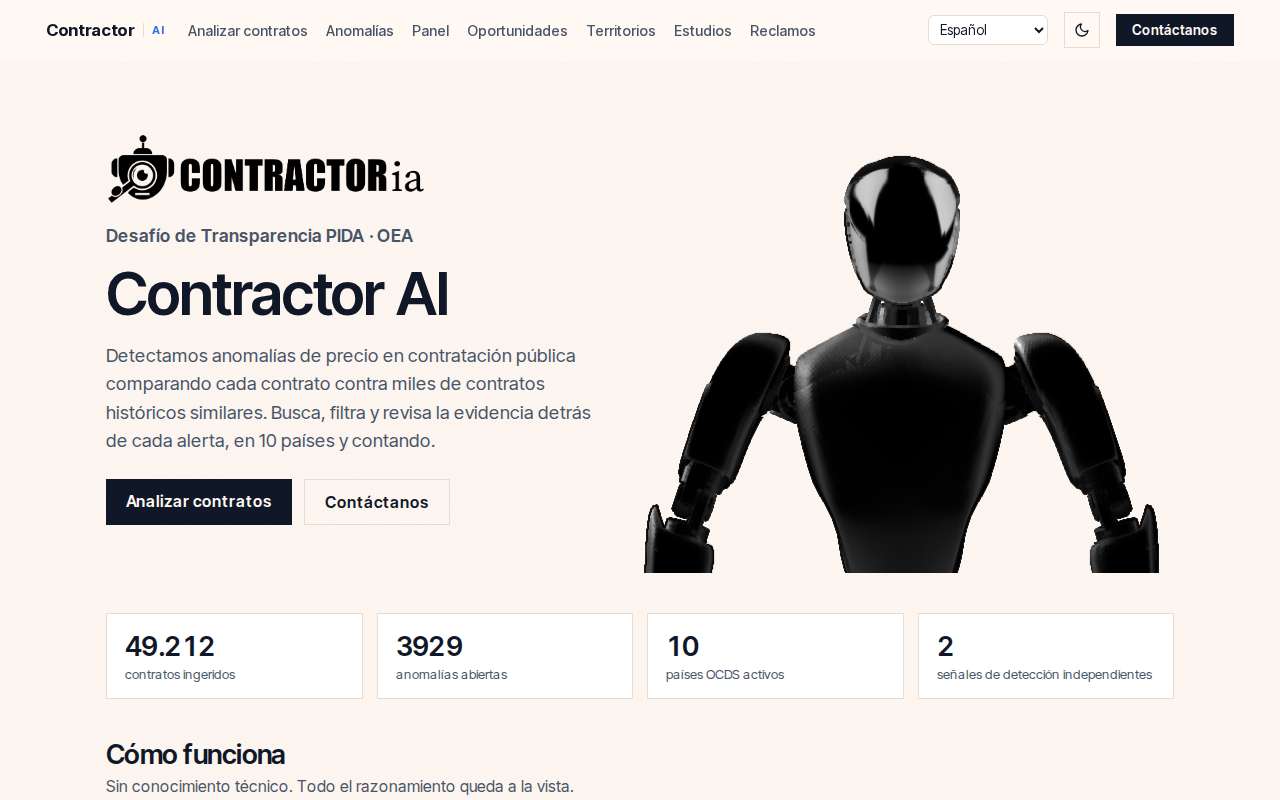 Contractor AI Analizar contratos Anomalías Panel Oportunidades Territorios Estudios Reclamos Español Contáctanos
CONTRACTOR ia
Desafío de Transparencia PIDA · OEA
Contractor AI
Detectamos anomalías de precio en contratación pública
comparando cada contrato contra miles de contratos
históricos similares. Busca, filtra y revisa la evidencia detrás
de cada alerta, en 10 países y contando.
Analizar contratos Contáctanos
49.212
contratos ingeridos
3929
anomalías abiertas
10
países OCDS activos
2
señales de detección independientes
Cómo funciona
Sin conocimiento técnico. Todo el razonamiento queda a la vista.